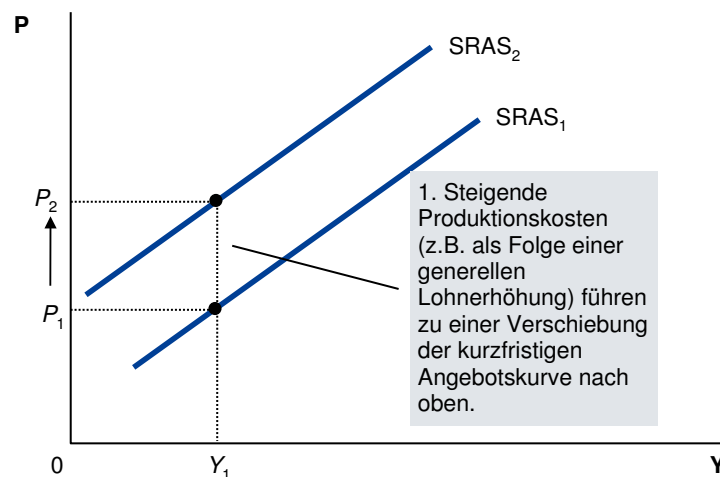 P
SRAS₂
SRAS₁
1. Steigende
Produktionskosten
(z.B. als Folge einer
generellen
Lohnerhöhung) führen
zu einer Verschiebung
der kurzfristigen
Angebotskurve nach
oben.
P₂
P₁
0
Y₁
Y